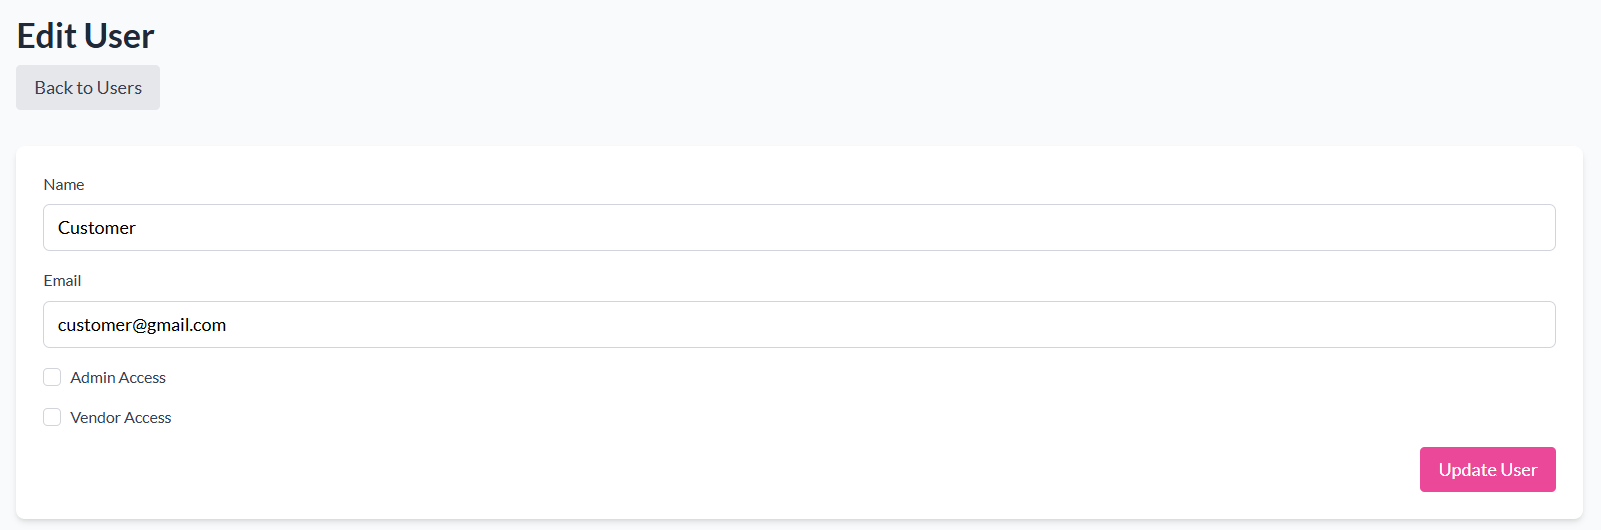 Edit User
Back to Users
Name
Customer
Email
customer@gmail.com
Admin Access
Vendor Access
Update User